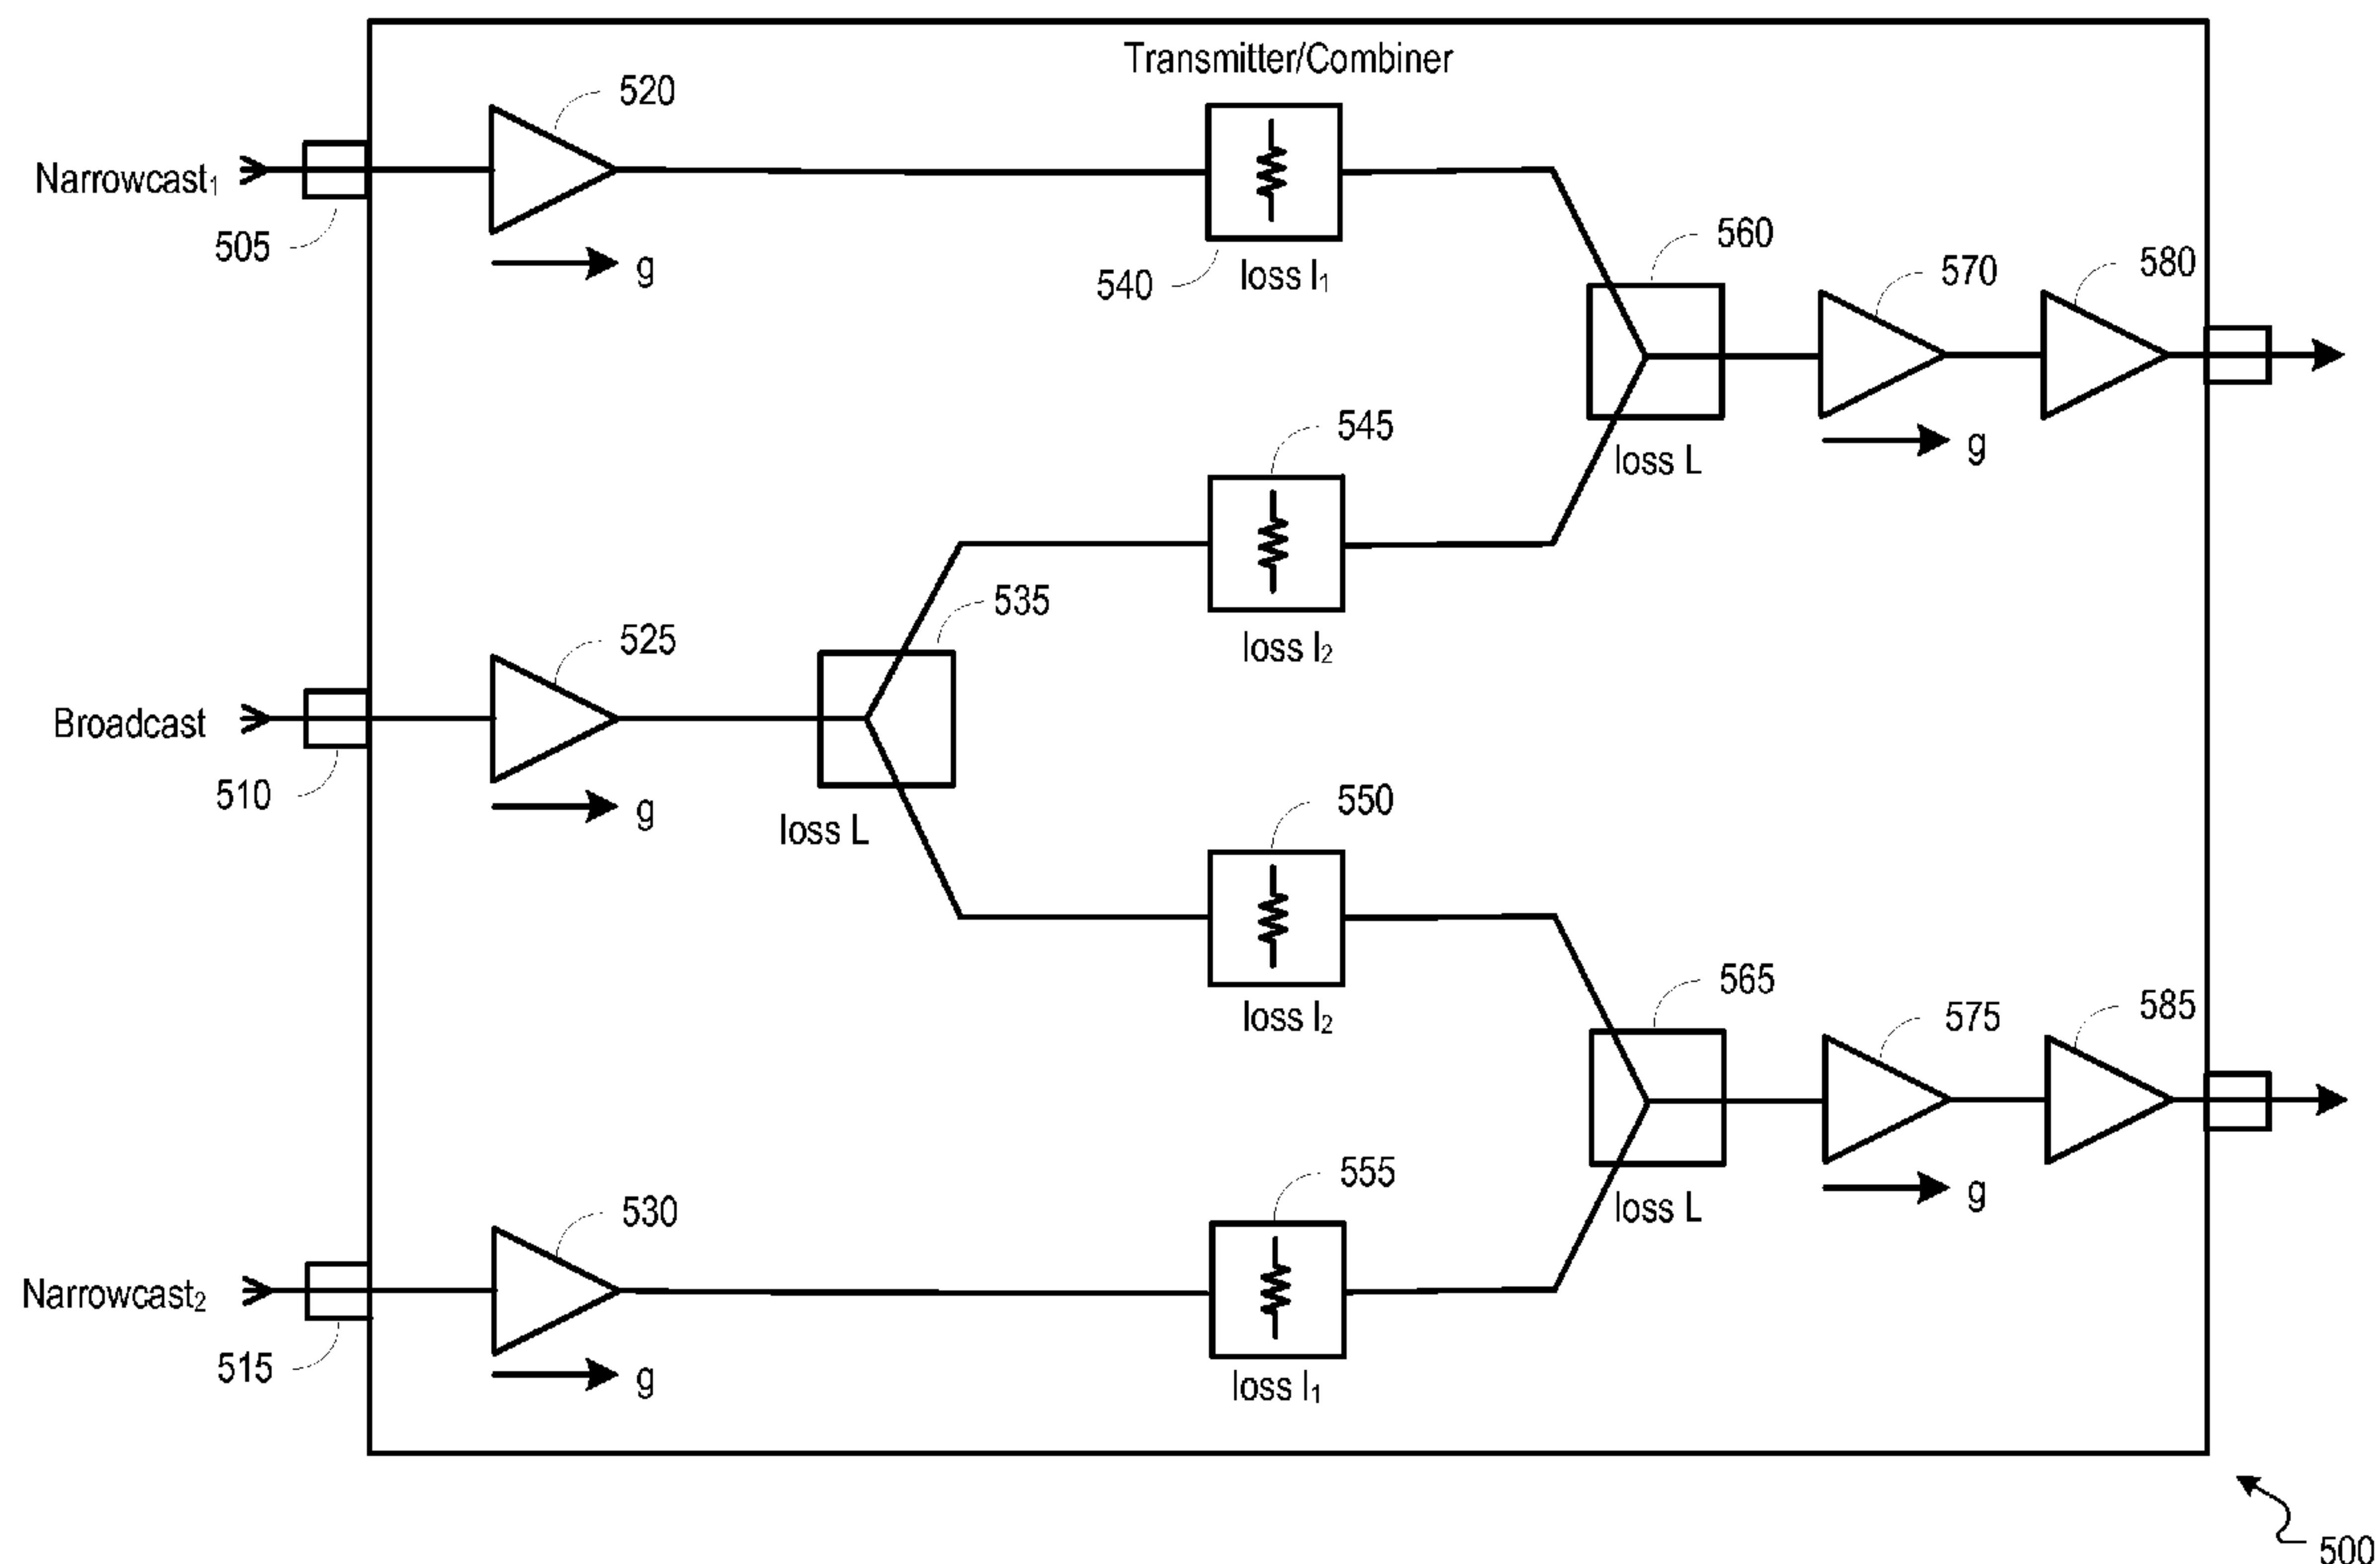 Transmitter/Combiner
520
Narrowcast₁
505
g
540
loss l₁
560
570
580
loss L
g
545
loss l₂
535
525
Broadcast
510
g
loss L
550
loss l₂
565
575
585
loss L
g
555
530
Narrowcast₂
515
g
loss l₁
500